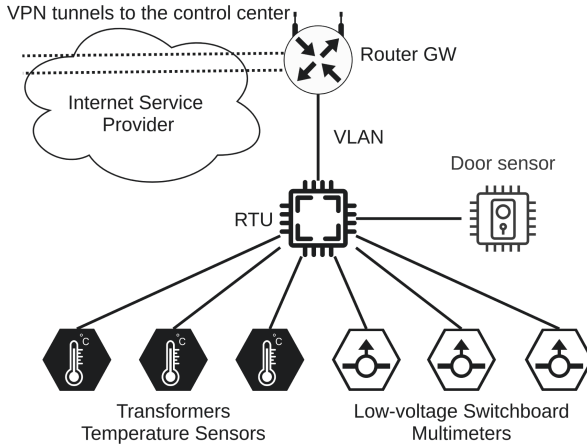 VPN tunnels to the control center
Router GW
Internet Service
Provider
VLAN
Door sensor
RTU
°C
°C
°C
Transformers
Temperature Sensors
Low-voltage Switchboard
Multimeters